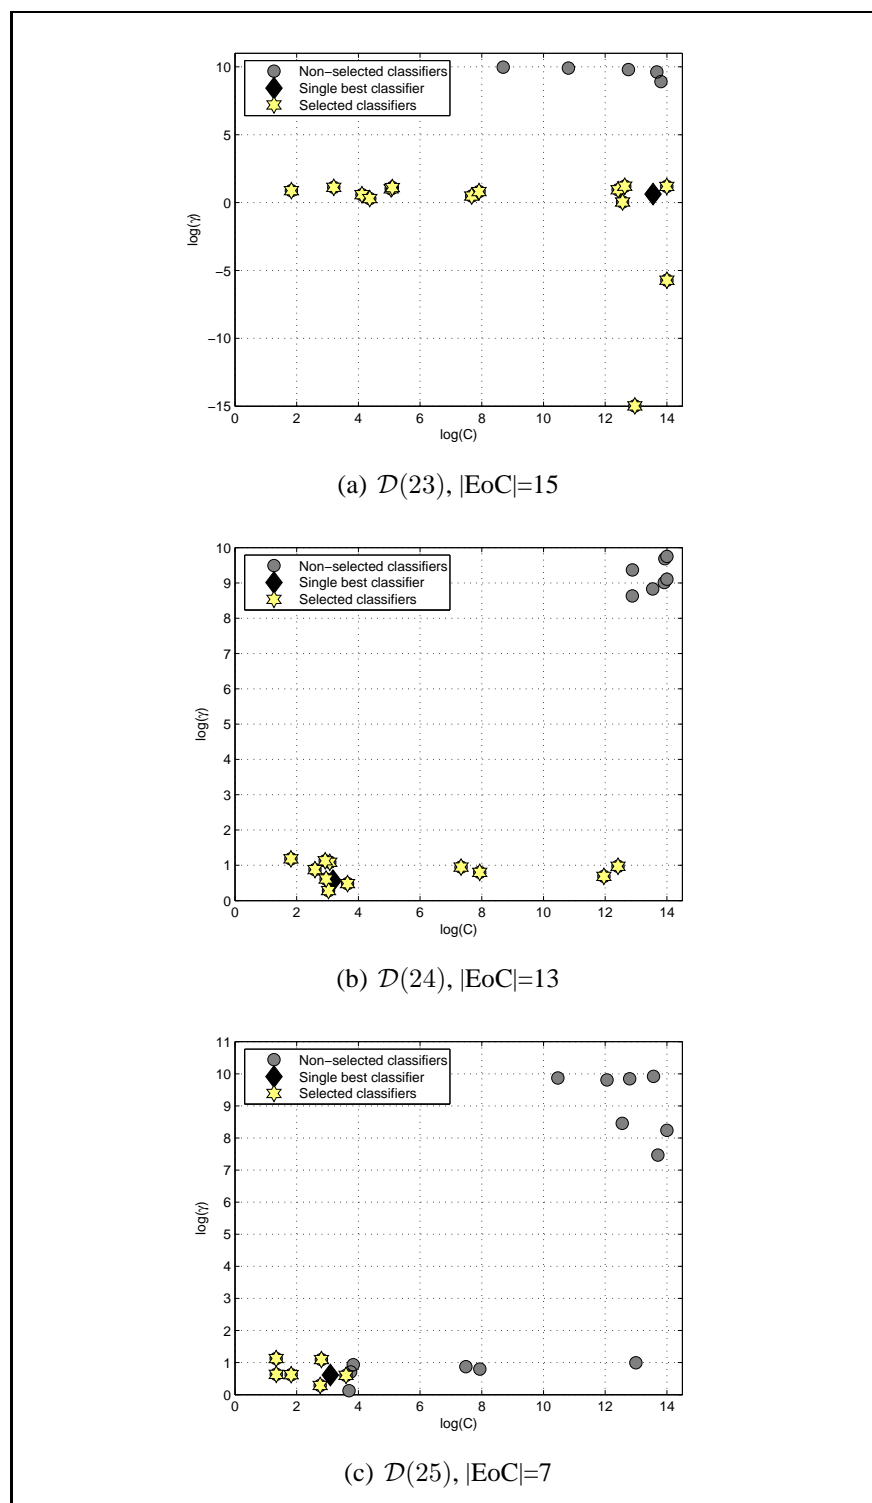 10
5
0
−5
−10
−15
log(γ)
Non−selected classifiers
Single best classifier
Selected classifiers
0 2 4 6 8 10 12 14
log(C)
(a) D(23), |EoC|=15
10
9
8
7
6
5
4
3
2
1
0
log(γ)
Non−selected classifiers
Single best classifier
Selected classifiers
0 2 4 6 8 10 12 14
log(C)
(b) D(24), |EoC|=13
11
10
9
8
7
6
5
4
3
2
1
0
log(γ)
Non−selected classifiers
Single best classifier
Selected classifiers
0 2 4 6 8 10 12 14
log(C)
(c) D(25), |EoC|=7